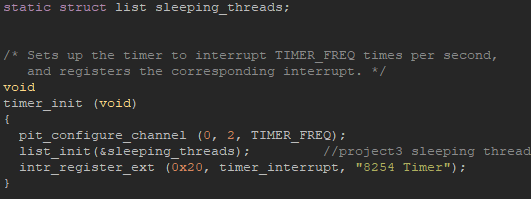 static struct list sleeping_threads;
/* Sets up the timer to interrupt TIMER_FREQ times per second,
and registers the corresponding interrupt. */
void
timer_init (void)
{
pit_configure_channel (0, 2, TIMER_FREQ);
list_init(&sleeping_threads); //project3 sleeping thread
intr_register_ext (0x20, timer_interrupt, "8254 Timer");
}